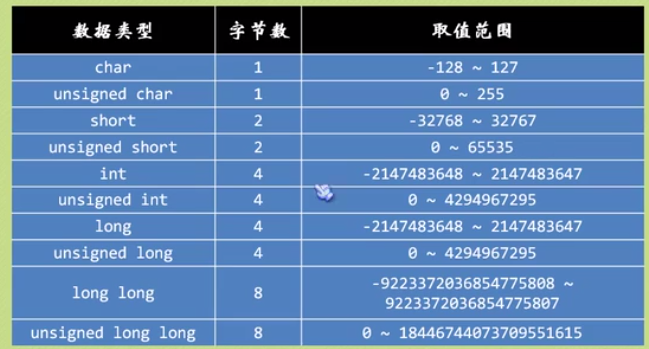 数据类型 字节数 取值范围
char 1 -128 ~ 127
unsigned char 1 0 ~ 255
short 2 -32768 ~ 32767
unsigned short 2 0 ~ 65535
int 4 -2147483648 ~ 2147483647
unsigned int 4 0 ~ 4294967295
long 4 -2147483648 ~ 2147483647
unsigned long 4 0 ~ 4294967295
long long 8 -9223372036854775808 ~
9223372036854775807
unsigned long long 8 0 ~ 18446744073709551615